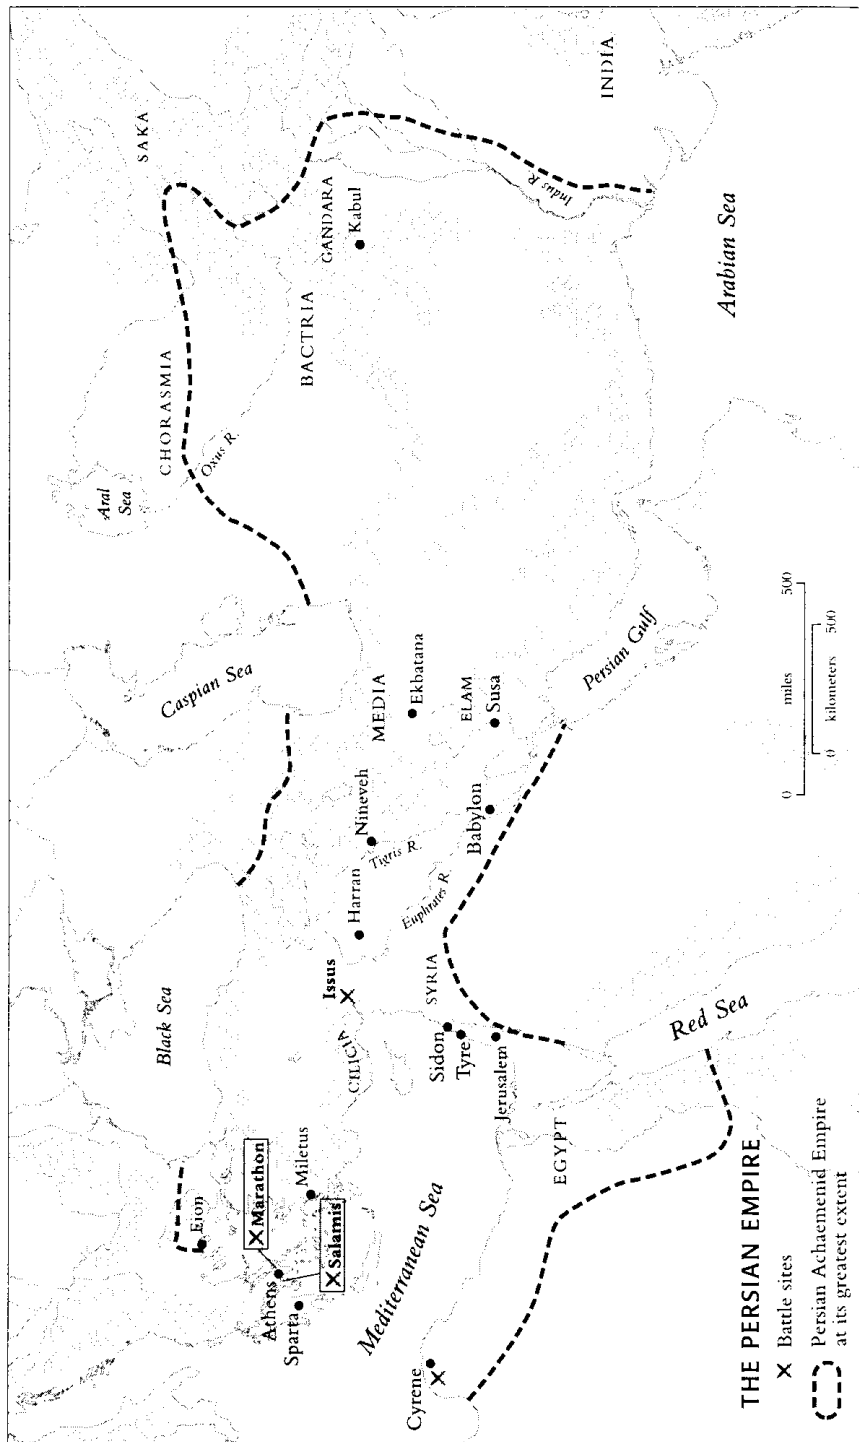 SAKA
INDIA
CHORASMIA
Aral
Sea
Oxus R.
BACTRIA
GANDARA
Kabul
Indus R.
Arabian Sea
Caspian Sea
MEDIA
Ekbatana
ELAM
Susa
Persian Gulf
Nineveh
Tigris R.
Harran
Euphrates R.
Babylon
Black Sea
Issus
CILICIA
SYRIA
Sidon
Tyre
Jerusalem
Red Sea
EGYPT
Eion
Marathon
Miletus
Athens
Salamis
Sparta
Mediterranean Sea
Cyrene
miles
0 500
0 kilometers 500
THE PERSIAN EMPIRE
Battle sites
Persian Achaemenid Empire
at its greatest extent